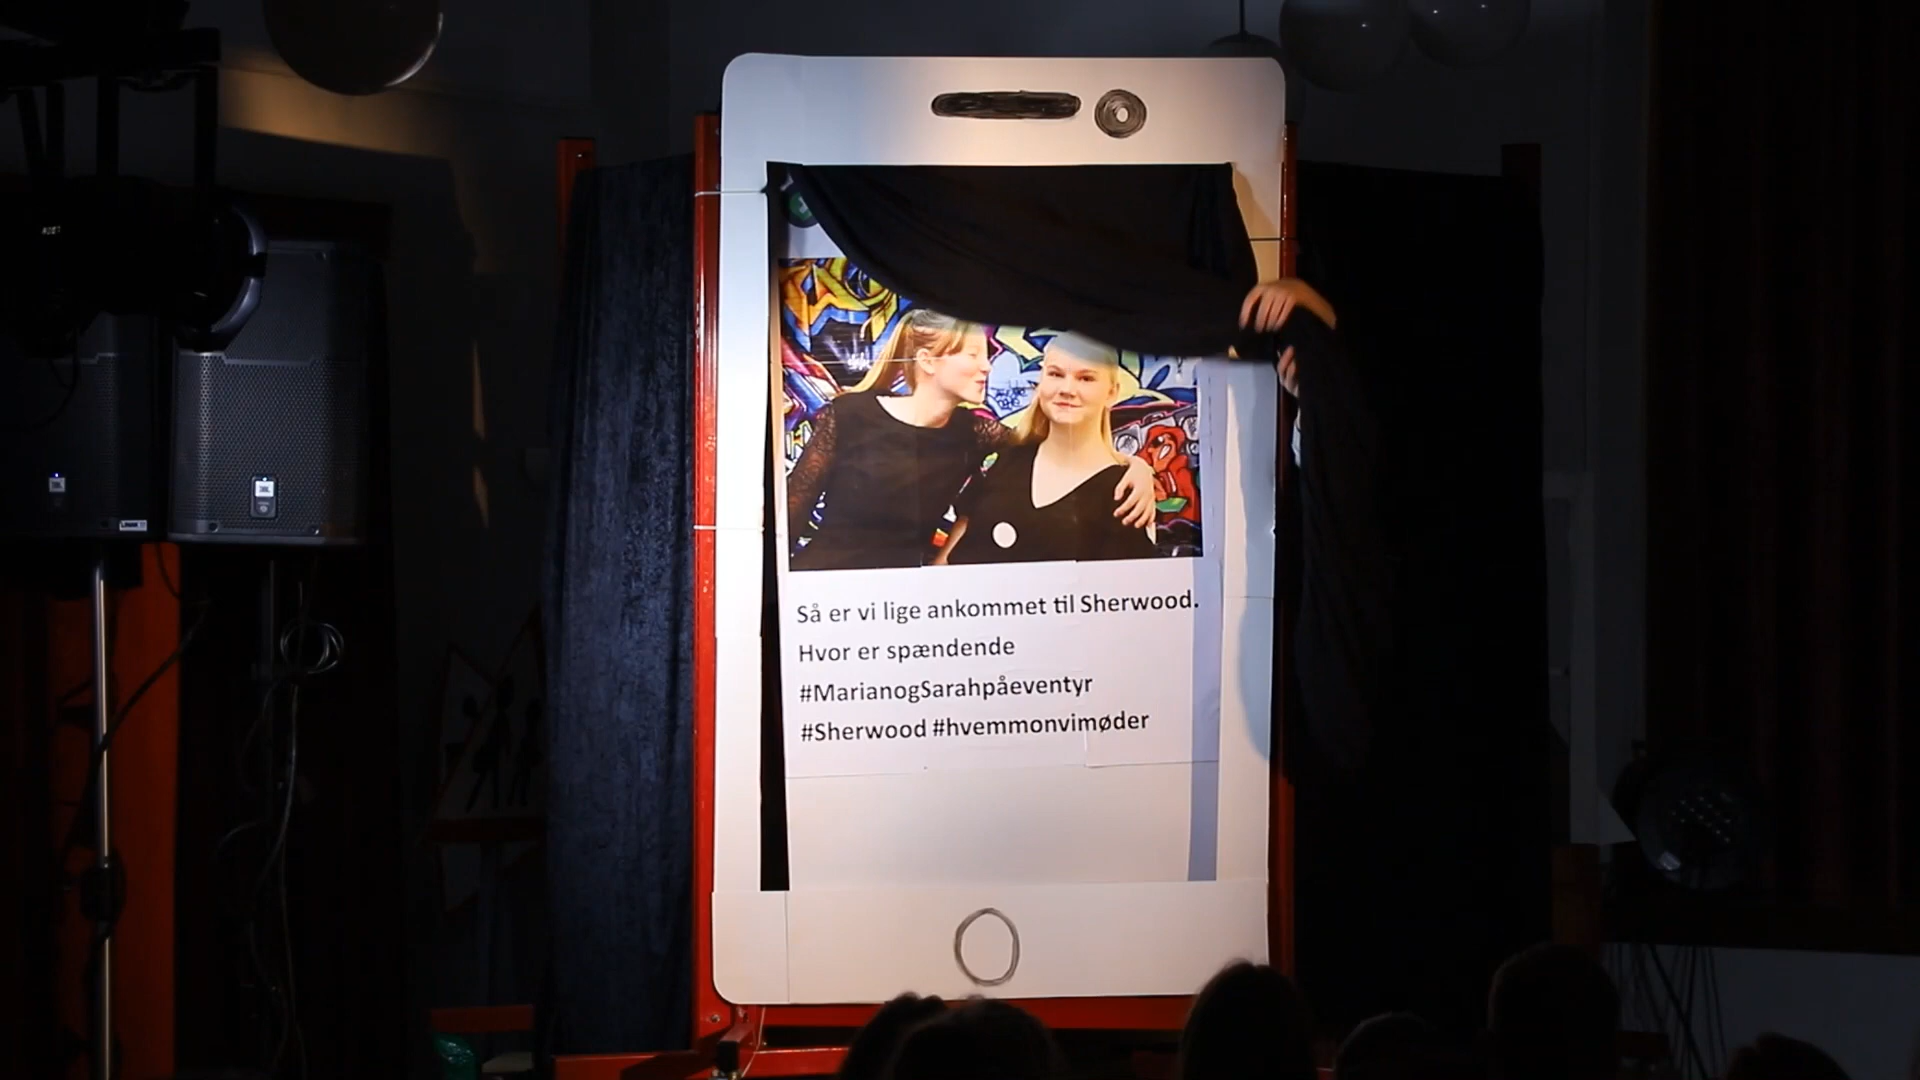 Så er vi lige ankommet til Sherwood.
Hvor er spændende
#MarianogSarahpåeventyr
#Sherwood #hvemmonvimøder